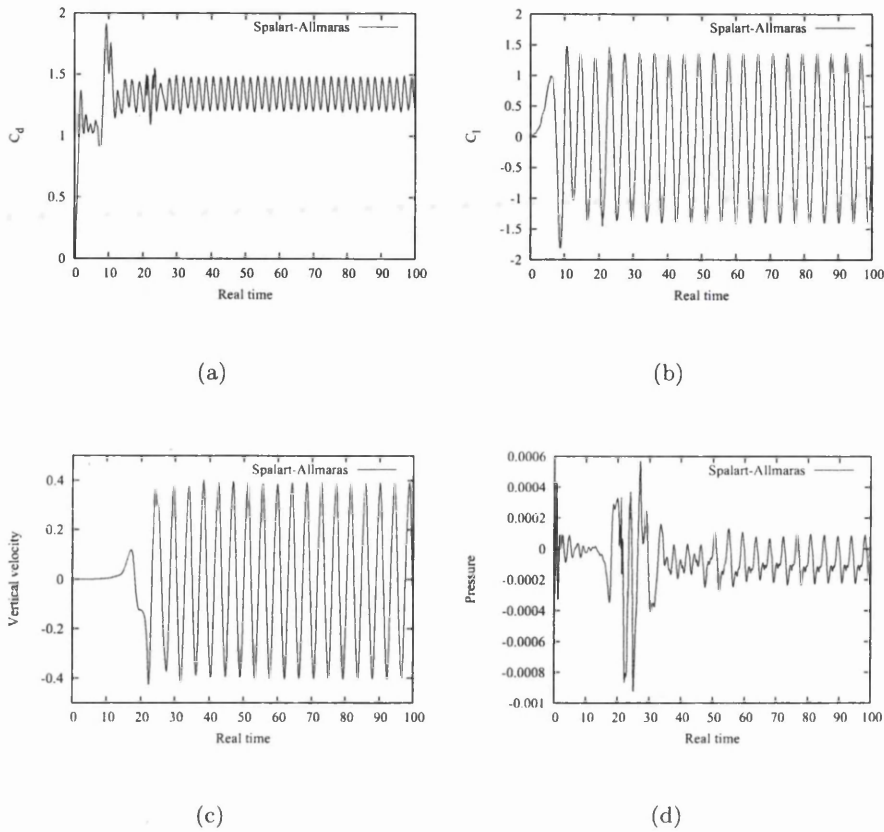 Spalart-Allmaras
2
1.5
1
0.5
0
C_d
0 10 20 30 40 50 60 70 80 90 100
Real time
(a)
Spalart-Allmaras
2
1.5
1
0.5
0
-0.5
-1
-1.5
-2
C_l
0 10 20 30 40 50 60 70 80 90 100
Real time
(b)
Spalart-Allmaras
0.4
0.2
0
-0.2
-0.4
Vertical velocity
0 10 20 30 40 50 60 70 80 90 100
Real time
(c)
Spalart-Allmaras
0.0006
0.0004
0.0002
0
-0.0002
-0.0004
-0.0006
-0.0008
-0.001
Pressure
0 10 20 30 40 50 60 70 80 90 100
Real time
(d)